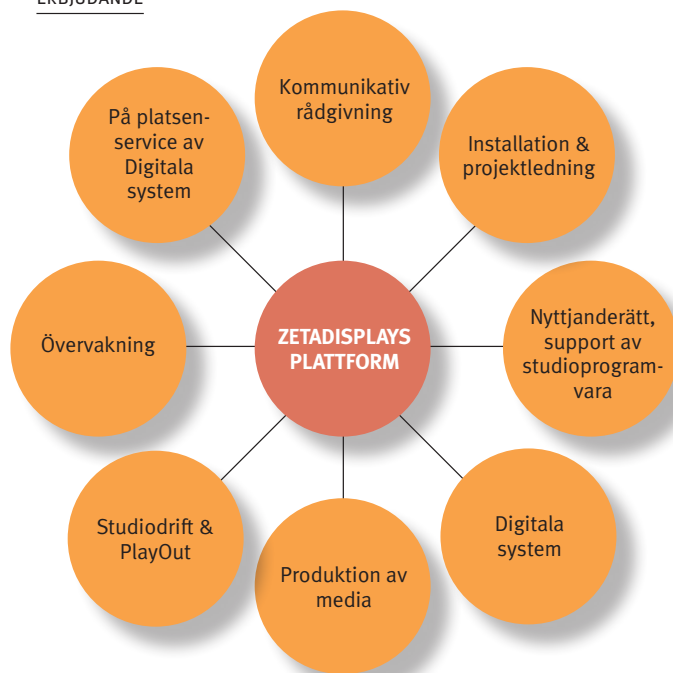 ERBJUDANDE
Kommunikativ
rådgivning
Installation &
projektledning
Nyttjanderätt,
support av
studioprogram-
vara
Digitala
system
Produktion av
media
Studiodrift &
PlayOut
Övervakning
På platsen-
service av
Digitala
system
ZETADISPLAYS
PLATTFORM